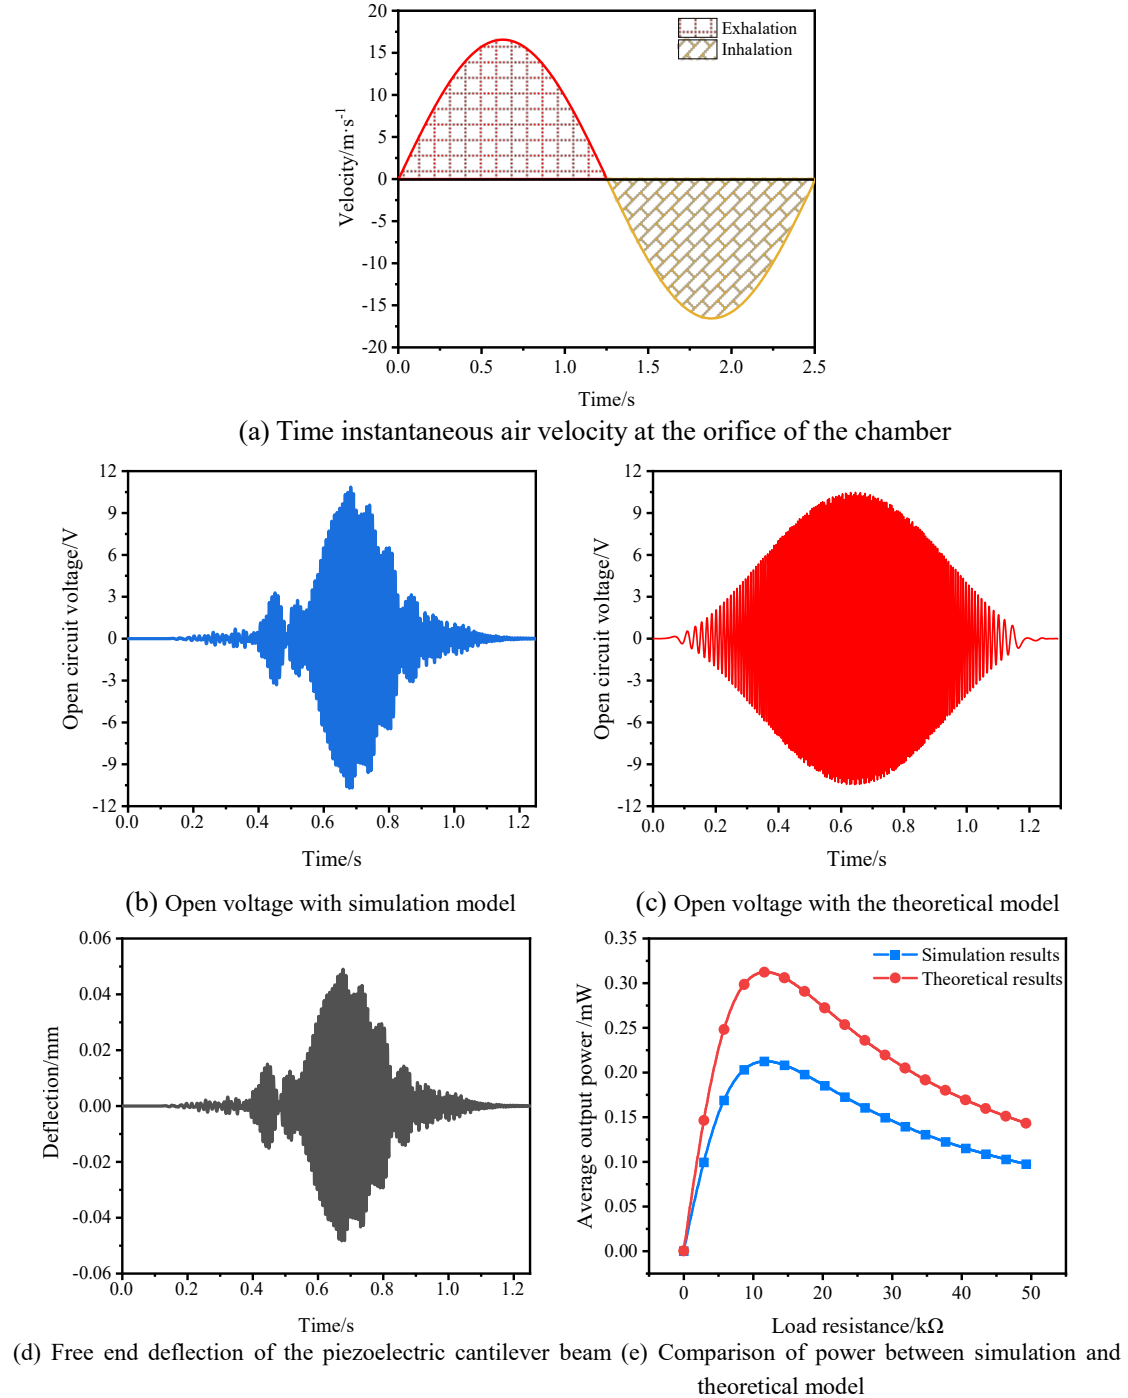 20
15
10
5
0
-5
-10
-15
-20
Velocity/m·s⁻¹
Exhalation
Inhalation
0.0 0.5 1.0 1.5 2.0 2.5
Time/s
(a) Time instantaneous air velocity at the orifice of the chamber
12
9
6
3
0
-3
-6
-9
-12
Open circuit voltage/V
0.0 0.2 0.4 0.6 0.8 1.0 1.2
Time/s
12
9
6
3
0
-3
-6
-9
-12
Open circuit voltage/V
0.0 0.2 0.4 0.6 0.8 1.0 1.2
Time/s
(b) Open voltage with simulation model
(c) Open voltage with the theoretical model
0.06
0.04
0.02
0.00
-0.02
-0.04
-0.06
Deflection/mm
0.0 0.2 0.4 0.6 0.8 1.0 1.2
Time/s
0.35
0.30
0.25
0.20
0.15
0.10
0.05
0.00
Average output power /mW
Simulation results
Theoretical results
0 10 20 30 40 50
Load resistance/kΩ
(d) Free end deflection of the piezoelectric cantilever beam (e) Comparison of power between simulation and
theoretical model